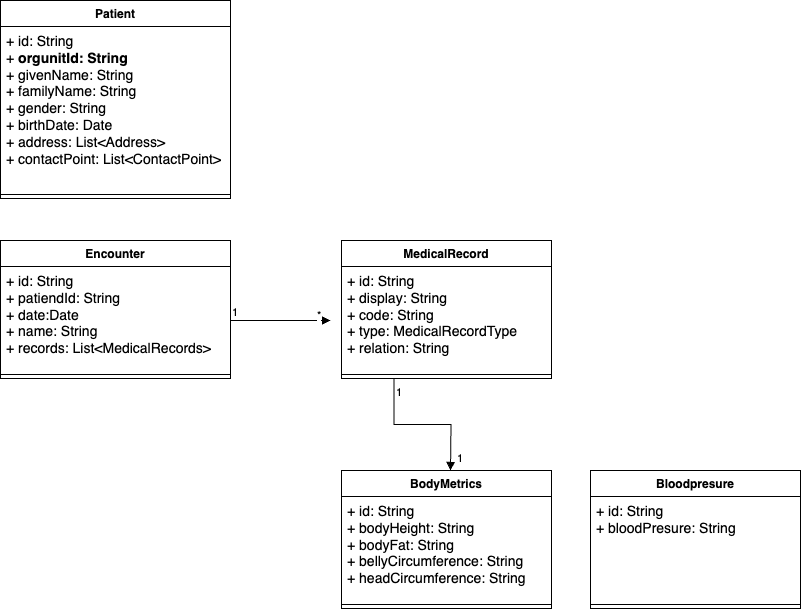 Patient
+ id: String
+ orgunitId: String
+ givenName: String
+ familyName: String
+ gender: String
+ birthDate: Date
+ address: List<Address>
+ contactPoint: List<ContactPoint>
Encounter
+ id: String
+ patiendId: String
+ date:Date
+ name: String
+ records: List<MedicalRecords>
1
*
MedicalRecord
+ id: String
+ display: String
+ code: String
+ type: MedicalRecordType
+ relation: String
1
1
BodyMetrics
+ id: String
+ bodyHeight: String
+ bodyFat: String
+ bellyCircumference: String
+ headCircumference: String
Bloodpresure
+ id: String
+ bloodPresure: String